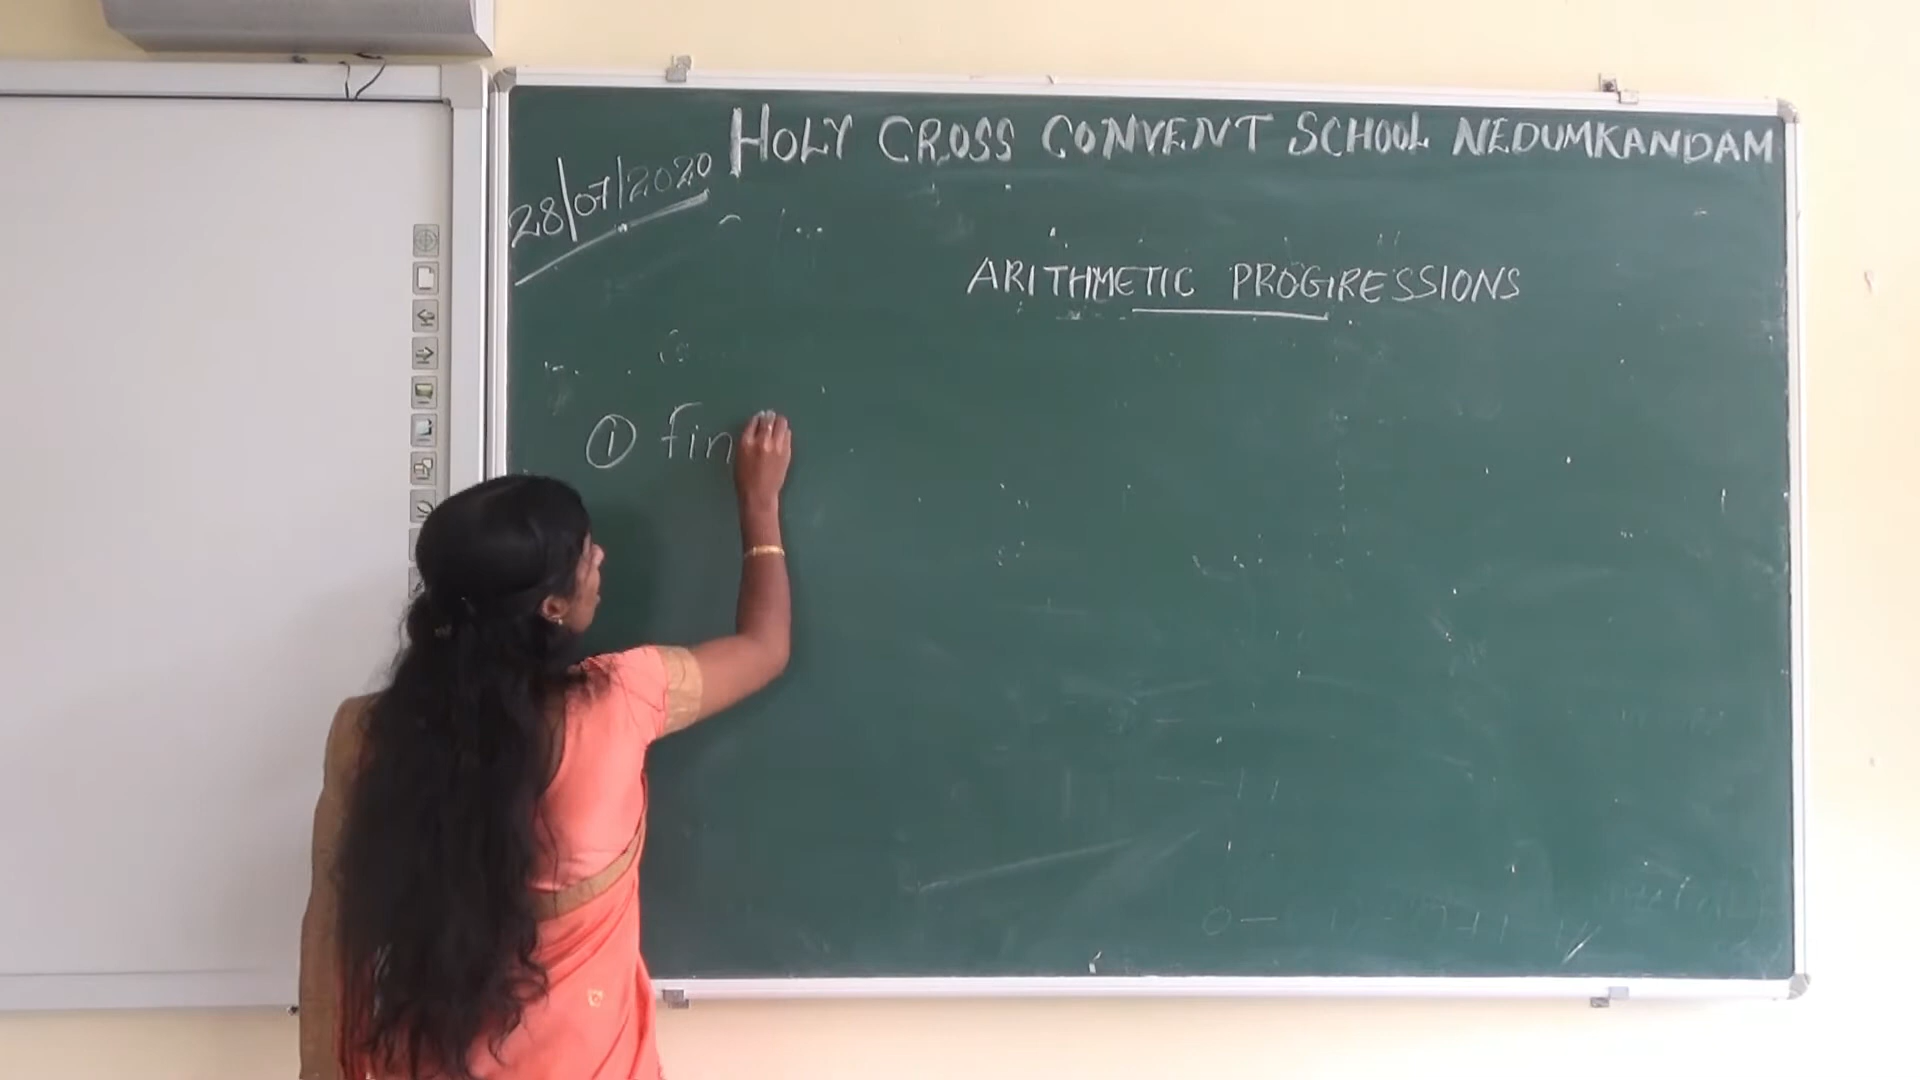 HOLY CROSS CONVENT SCHOOL NEDUMKANDAM
28/07/2020
ARITHMETIC PROGRESSIONS
① fin